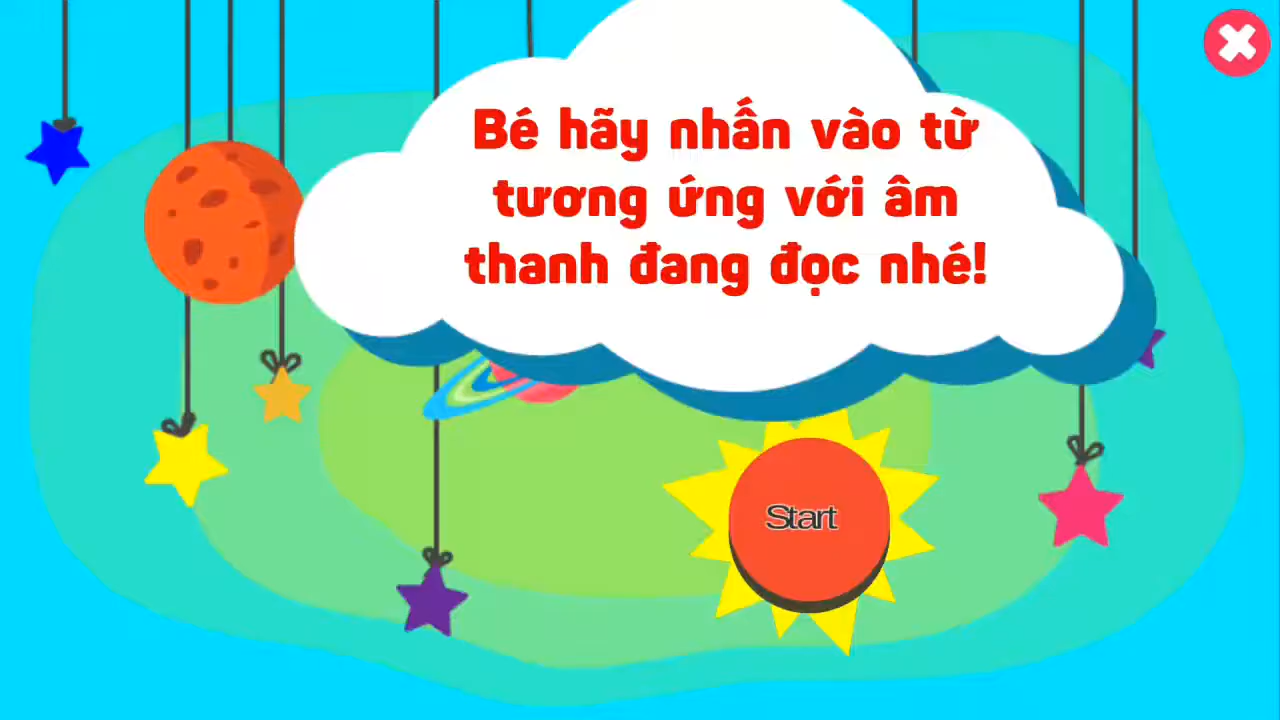 Bé hãy nhấn vào từ
tương ứng với âm
thanh đang đọc nhé!
Start